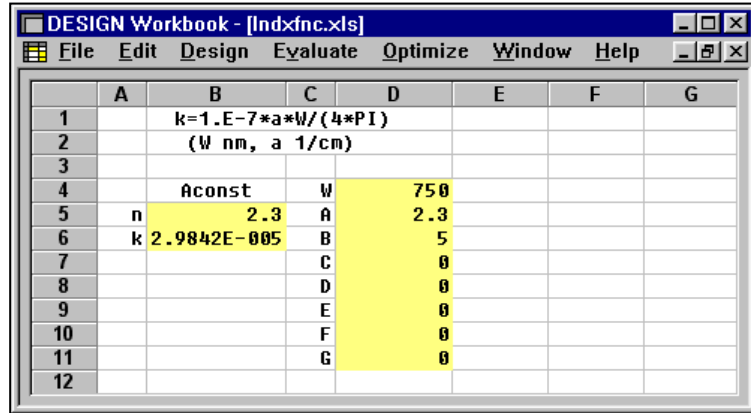 DESIGN Workbook - [Indxfnc.xls]
File Edit Design Evaluate Optimize Window Help
A B C D E F G
1 k=1.E-7*a*W/(4*PI)
2 (W nm, a 1/cm)
3
4 Aconst W 750
5 n 2.3 A 2.3
6 k 2.9842E-005 B 5
7 C 0
8 D 0
9 E 0
10 F 0
11 G 0
12